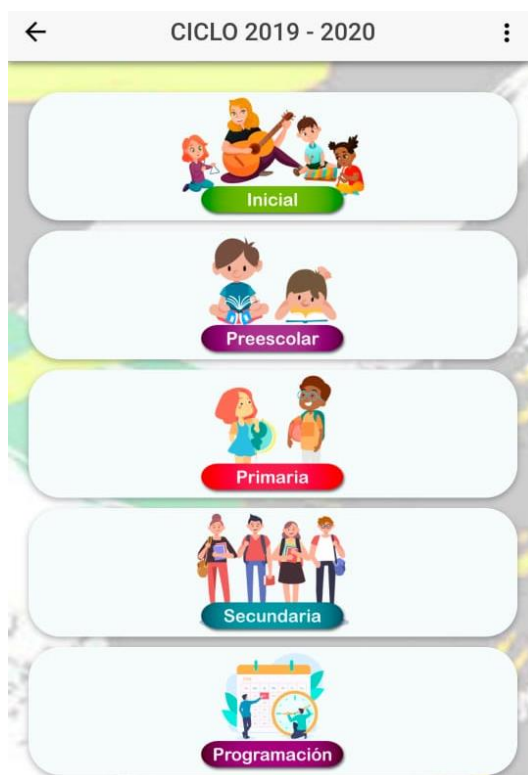 CICLO 2019 - 2020
Inicial
Preescolar
Primaria
Secundaria
Programación